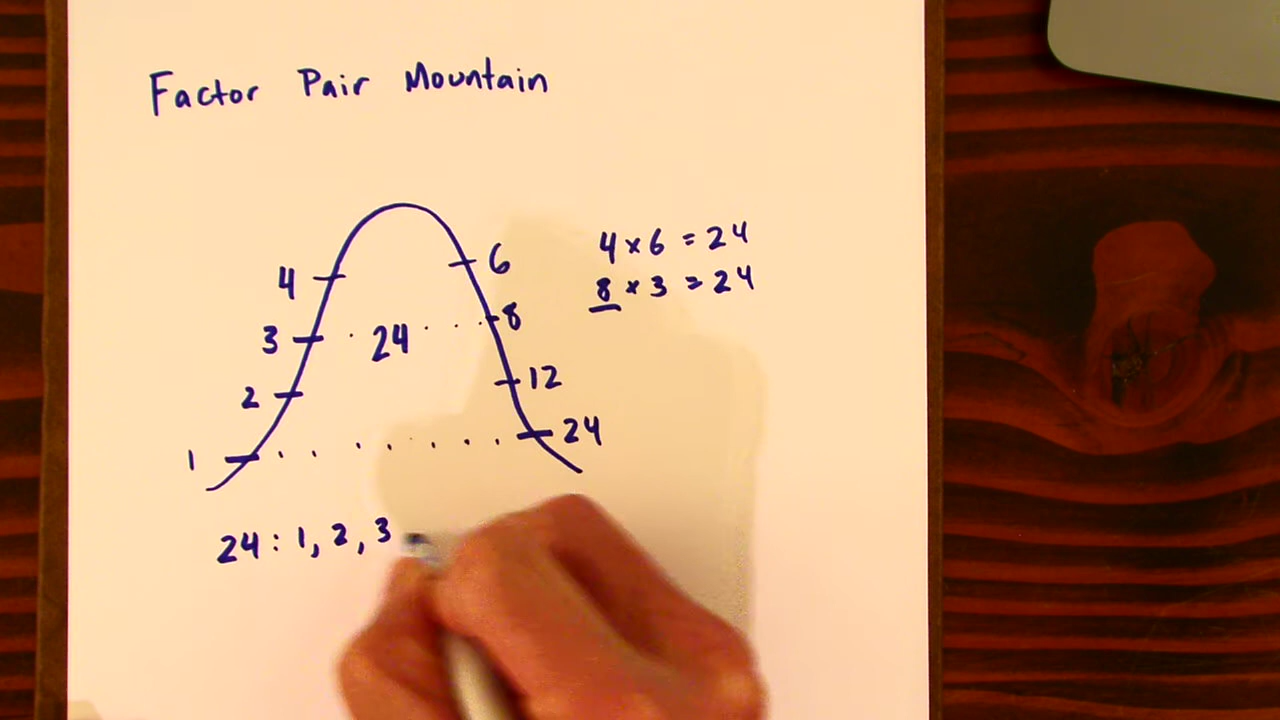 Factor Pair Mountain
4 6
3 24 8
2 12
1 24
4 x 6 = 24
8 x 3 = 24
24 : 1, 2, 3